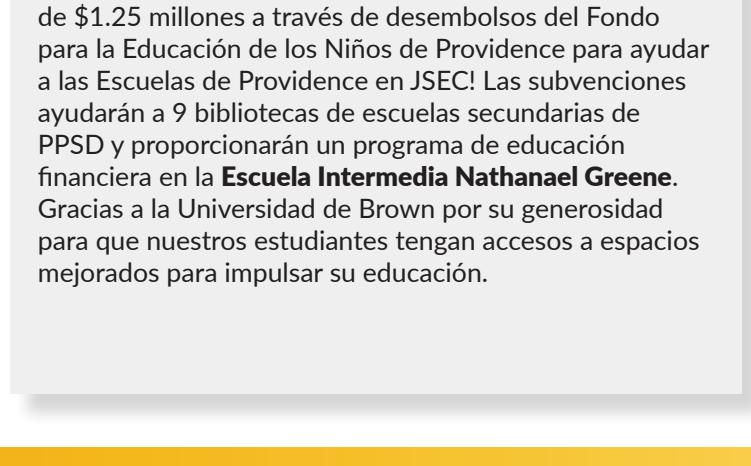 de $1.25 millones a través de desembolsos del Fondo
para la Educación de los Niños de Providence para ayudar
a las Escuelas de Providence en JSEC! Las subvenciones
ayudarán a 9 bibliotecas de escuelas secundarias de
PPSD y proporcionarán un programa de educación
financiera en la Escuela Intermedia Nathanael Greene.
Gracias a la Universidad de Brown por su generosidad
para que nuestros estudiantes tengan accesos a espacios
mejorados para impulsar su educación.